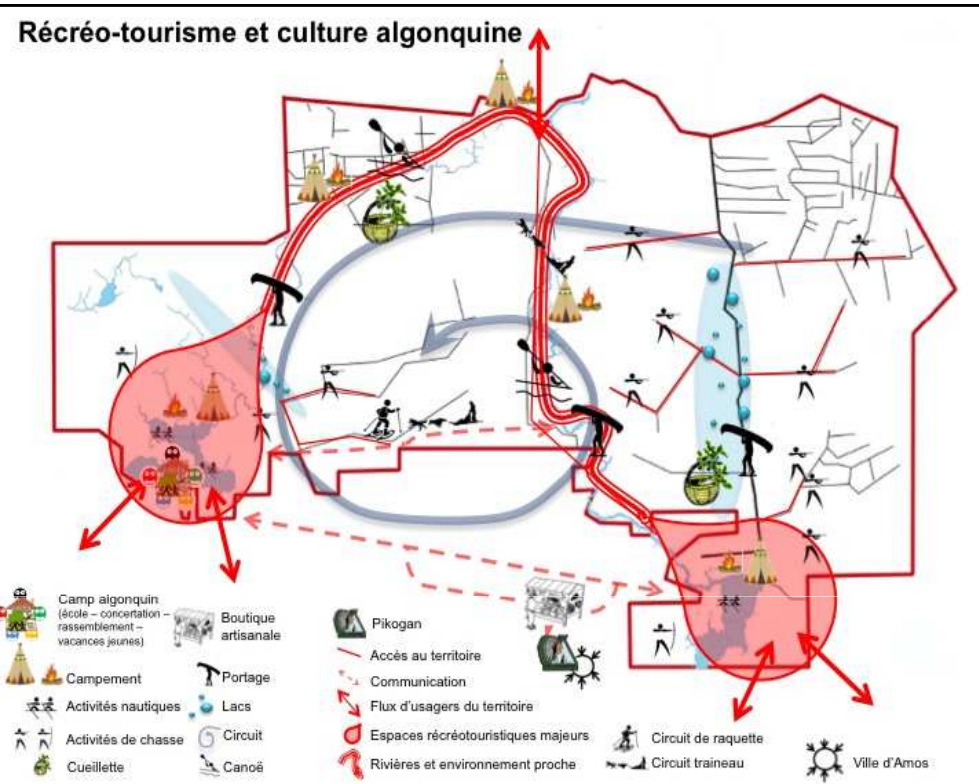 Récréo-tourisme et culture algonquine
Camp algonquin
(école – concertation –
rassemblement –
vacances jeunes)
Boutique
artisanale
Campement
Portage
Activités nautiques
Lacs
Activités de chasse
Circuit
Cueillette
Canoë
Pikogan
Accès au territoire
Communication
Flux d'usagers du territoire
Espaces récréotouristiques majeurs
Rivières et environnement proche
Circuit de raquette
Circuit traineau
Ville d'Amos